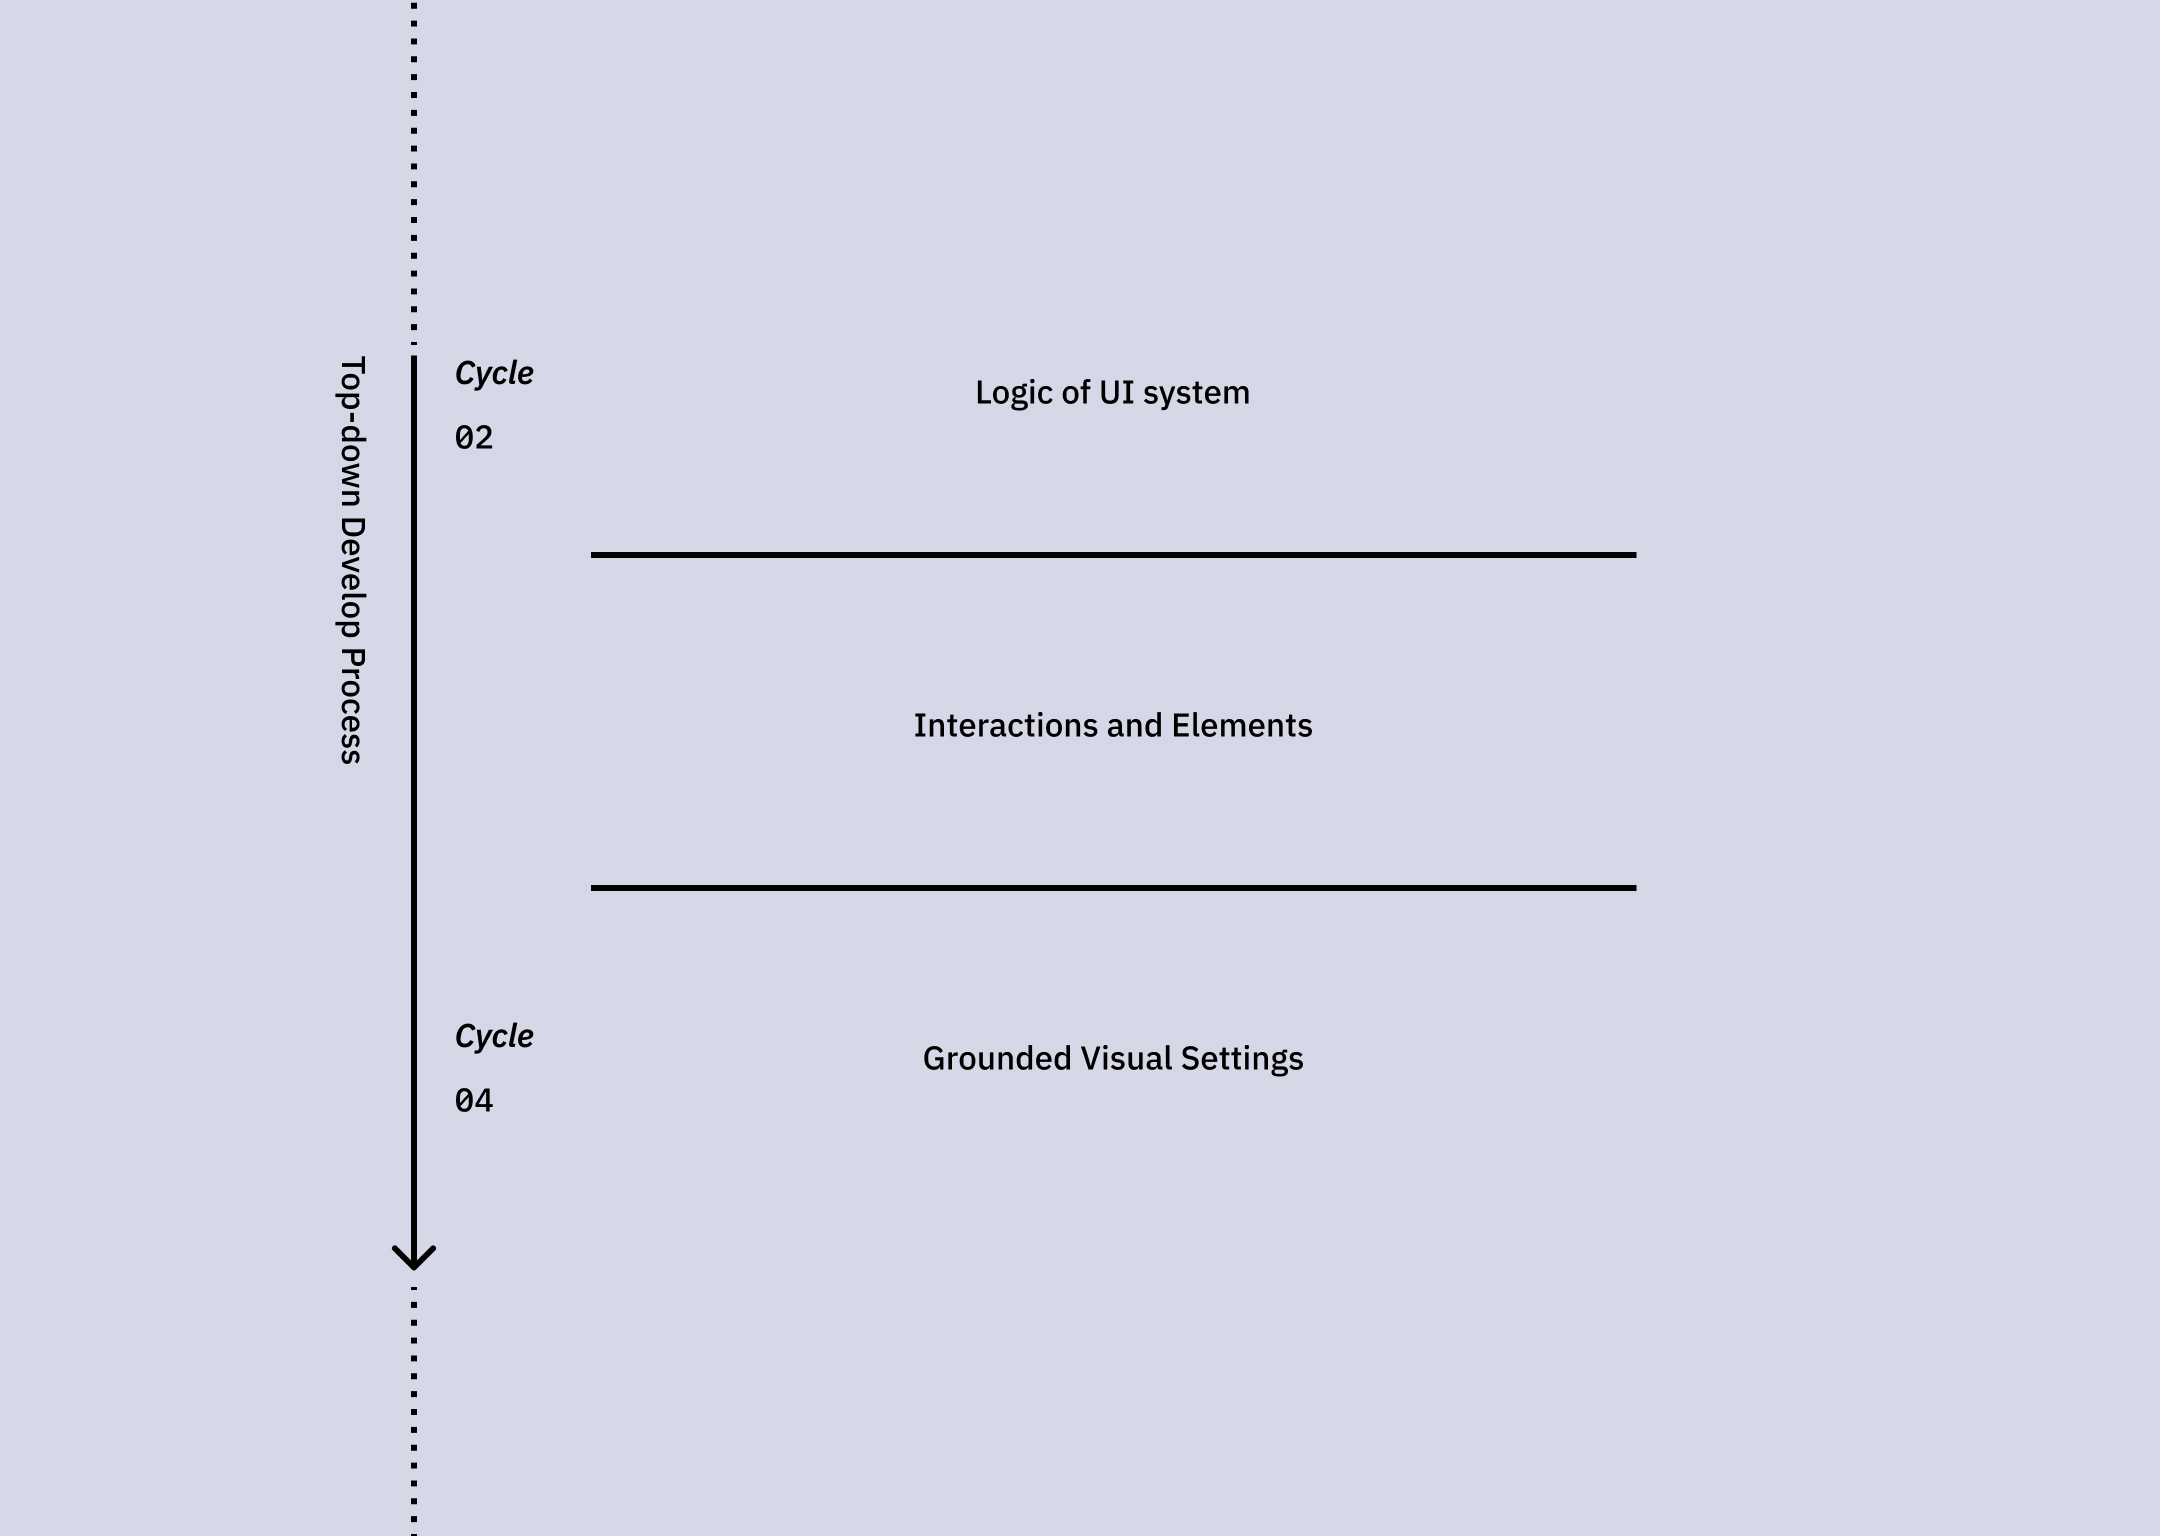 Top-down Develop Process
Cycle
02
Logic of UI system
Interactions and Elements
Cycle
04
Grounded Visual Settings